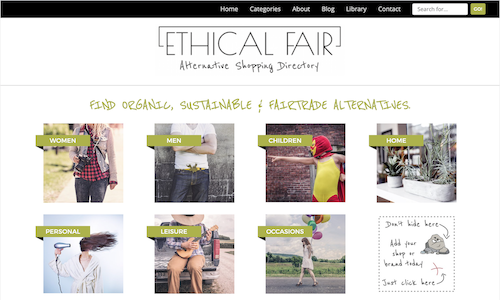 Home Categories About Blog Library Contact Search for... GO!
ETHICAL FAIR
Alternative Shopping Directory
FIND ORGANIC, SUSTAINABLE & FAIRTRADE ALTERNATIVES.
WOMEN MEN CHILDREN HOME
PERSONAL LEISURE OCCASIONS
Don't hide here
Add your
shop or
brand today
Just click here